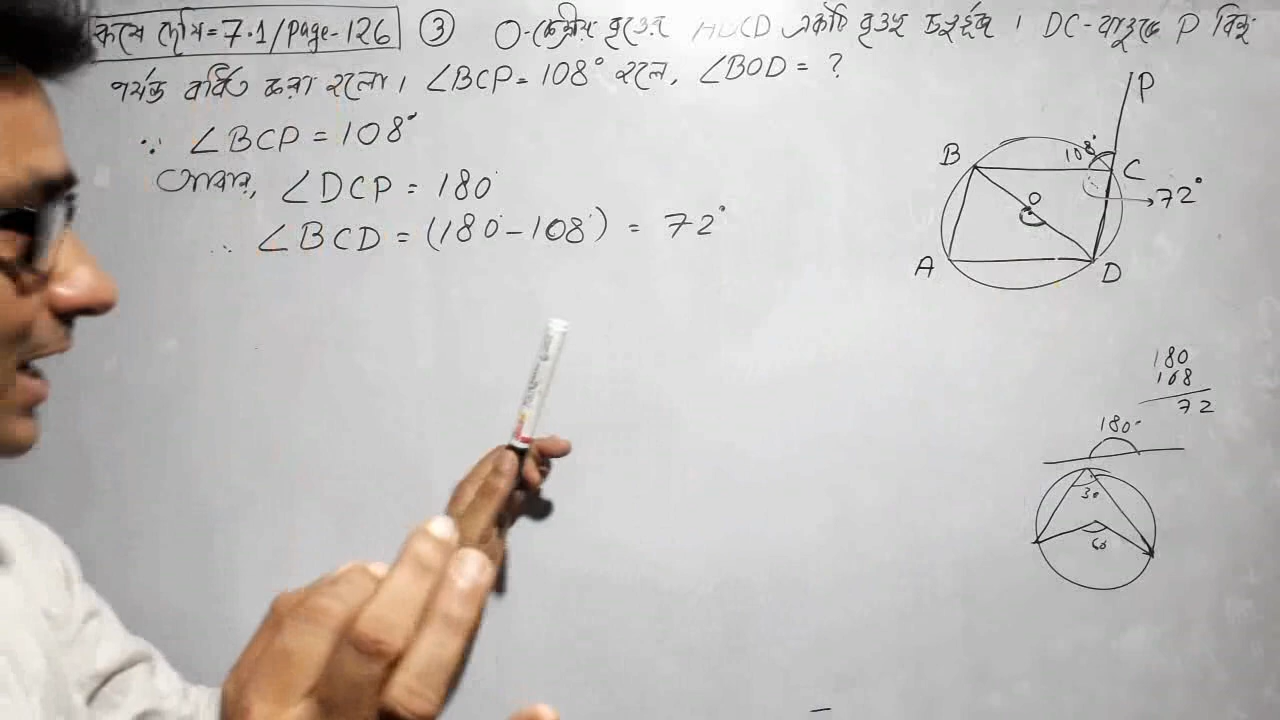 কষে দেখি=7.1/Page-126 ③ O-কেন্দ্রীয় বৃত্তের ABCD একটি বৃত্তস্থ চতুর্ভুজ। DC-বাহুকে P বিন্দু
পর্যন্ত বর্ধিত করা হলো। ∠BCP=108° হলে, ∠BOD = ?
∵ ∠BCP = 108°
আবার, ∠DCP = 180°
∴ ∠BCD = (180°-108°) = 72°
P
B
108°
C
72°
O
A
D
180
108
72
180°
30
60